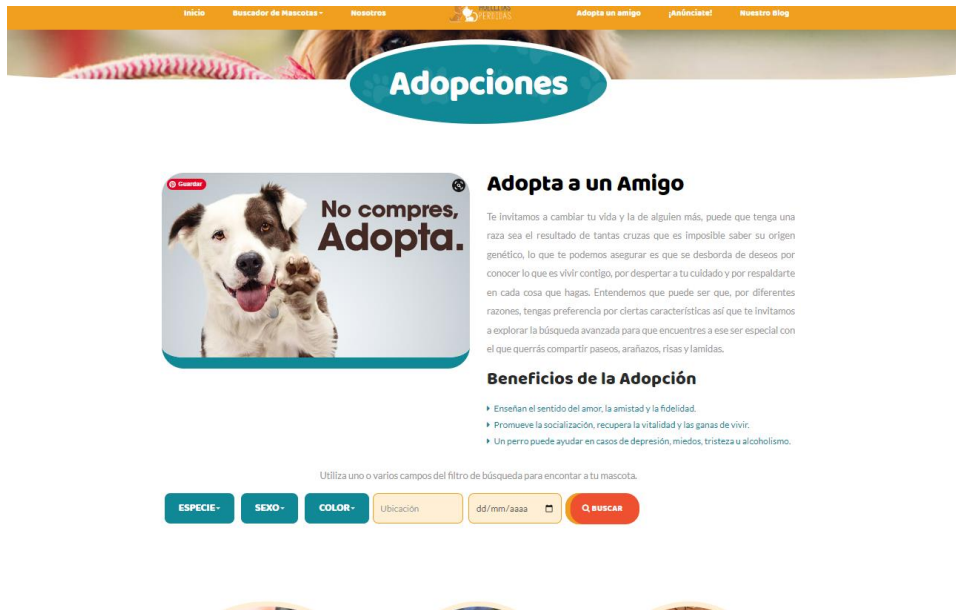 Inicio Buscador de Mascotas Nosotros PERDIDAS Adopta un amigo ¡Anúnciate! Nuestro Blog
Adopciones
Guardar
No compres,
Adopta.
Adopta a un Amigo
Te invitamos a cambiar tu vida y la de alguien más, puede que tenga una
raza sea el resultado de tantas cruzas que es imposible saber su origen
genético, lo que te podemos asegurar es que se desborda de deseos por
conocer lo que es vivir contigo, por despertar a tu cuidado y por respaldarte
en cada cosa que hagas. Entendemos que puede ser que, por diferentes
razones, tengas preferencia por ciertas características así que te invitamos
a explorar la búsqueda avanzada para que encuentres a ese ser especial con
el que querrás compartir paseos, arañazos, risas y lamidas.
Beneficios de la Adopción
Enseñan el sentido del amor, la amistad y la fidelidad.
Promueve la socialización, recupera la vitalidad y las ganas de vivir.
Un perro puede ayudar en casos de depresión, miedos, tristeza u alcoholismo.
Utiliza uno o varios campos del filtro de búsqueda para encontar a tu mascota.
ESPECIE SEXO COLOR Ubicación dd/mm/aaaa BUSCAR